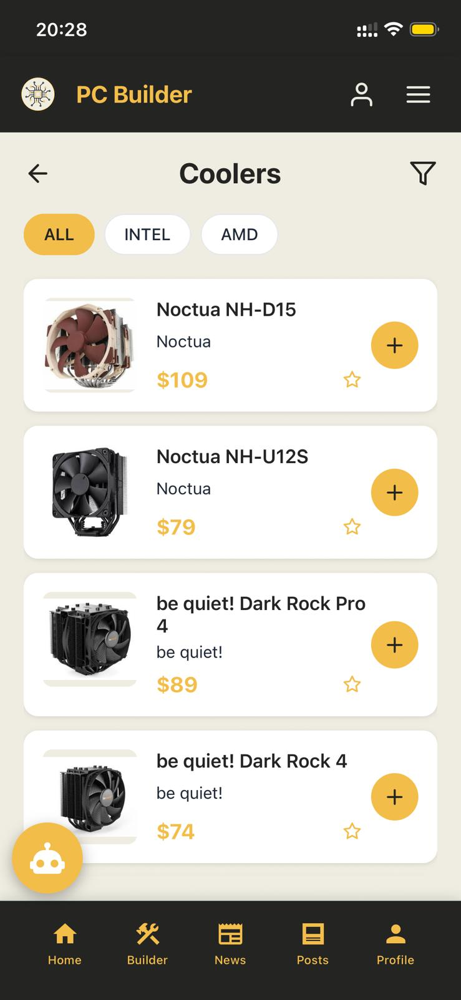 20:28
PC Builder
Coolers
ALL
INTEL
AMD
Noctua NH-D15
Noctua
$109
Noctua NH-U12S
Noctua
$79
be quiet! Dark Rock Pro
4
be quiet!
$89
be quiet! Dark Rock 4
be quiet!
$74
Home
Builder
News
Posts
Profile